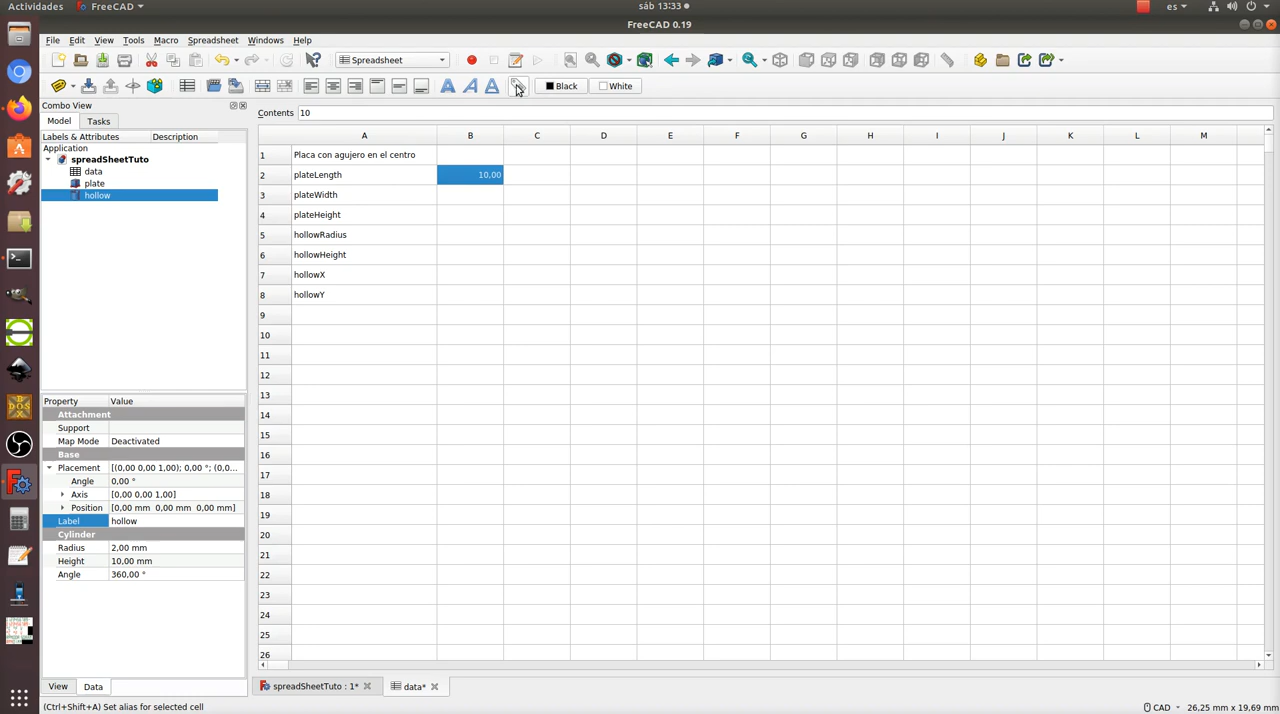 Actividades FreeCAD sáb 13:33 es
FreeCAD 0.19
File Edit View Tools Macro Spreadsheet Windows Help
Spreadsheet
A A A Black White
Combo View
Model Tasks
Labels & Attributes Description
Application
spreadSheetTuto
data
plate
hollow
Contents 10
A B C D E F G H I J K L M
1 Placa con agujero en el centro
2 plateLength 10,00
3 plateWidth
4 plateHeight
5 hollowRadius
6 hollowHeight
7 hollowX
8 hollowY
9
10
11
12
13
14
15
16
17
18
19
20
21
22
23
24
25
26
Property Value
Attachment
Support
Map Mode Deactivated
Base
Placement [(0,00 0,00 1,00); 0,00 °; (0,0...
Angle 0,00 °
Axis [0,00 0,00 1,00]
Position [0,00 mm 0,00 mm 0,00 mm]
Label hollow
Cylinder
Radius 2,00 mm
Height 10,00 mm
Angle 360,00 °
View Data
spreadSheetTuto : 1* data*
(Ctrl+Shift+A) Set alias for selected cell
CAD 26,25 mm x 19,69 mm